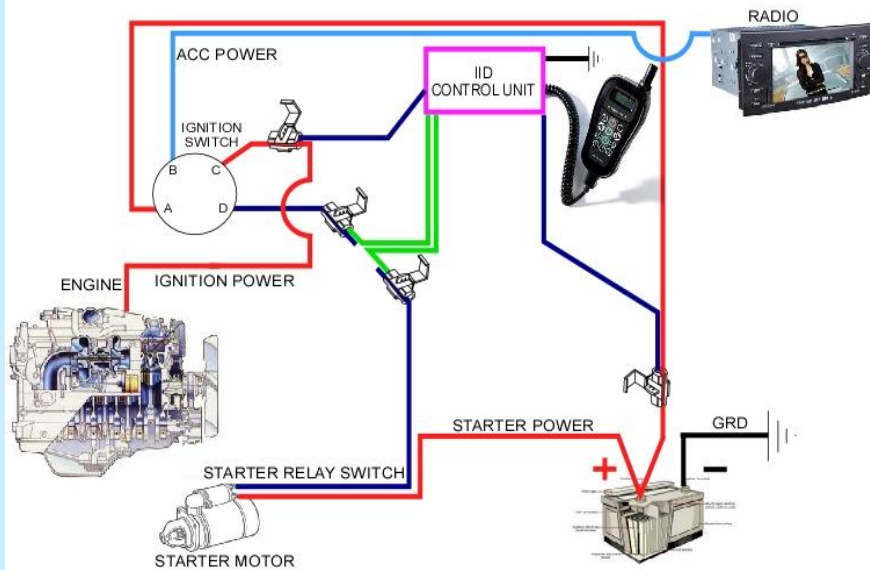 RADIO
ACC POWER
IID
CONTROL UNIT
IGNITION
SWITCH
B
C
A
D
ENGINE
IGNITION POWER
STARTER POWER
GRD
+
−
STARTER RELAY SWITCH
STARTER MOTOR